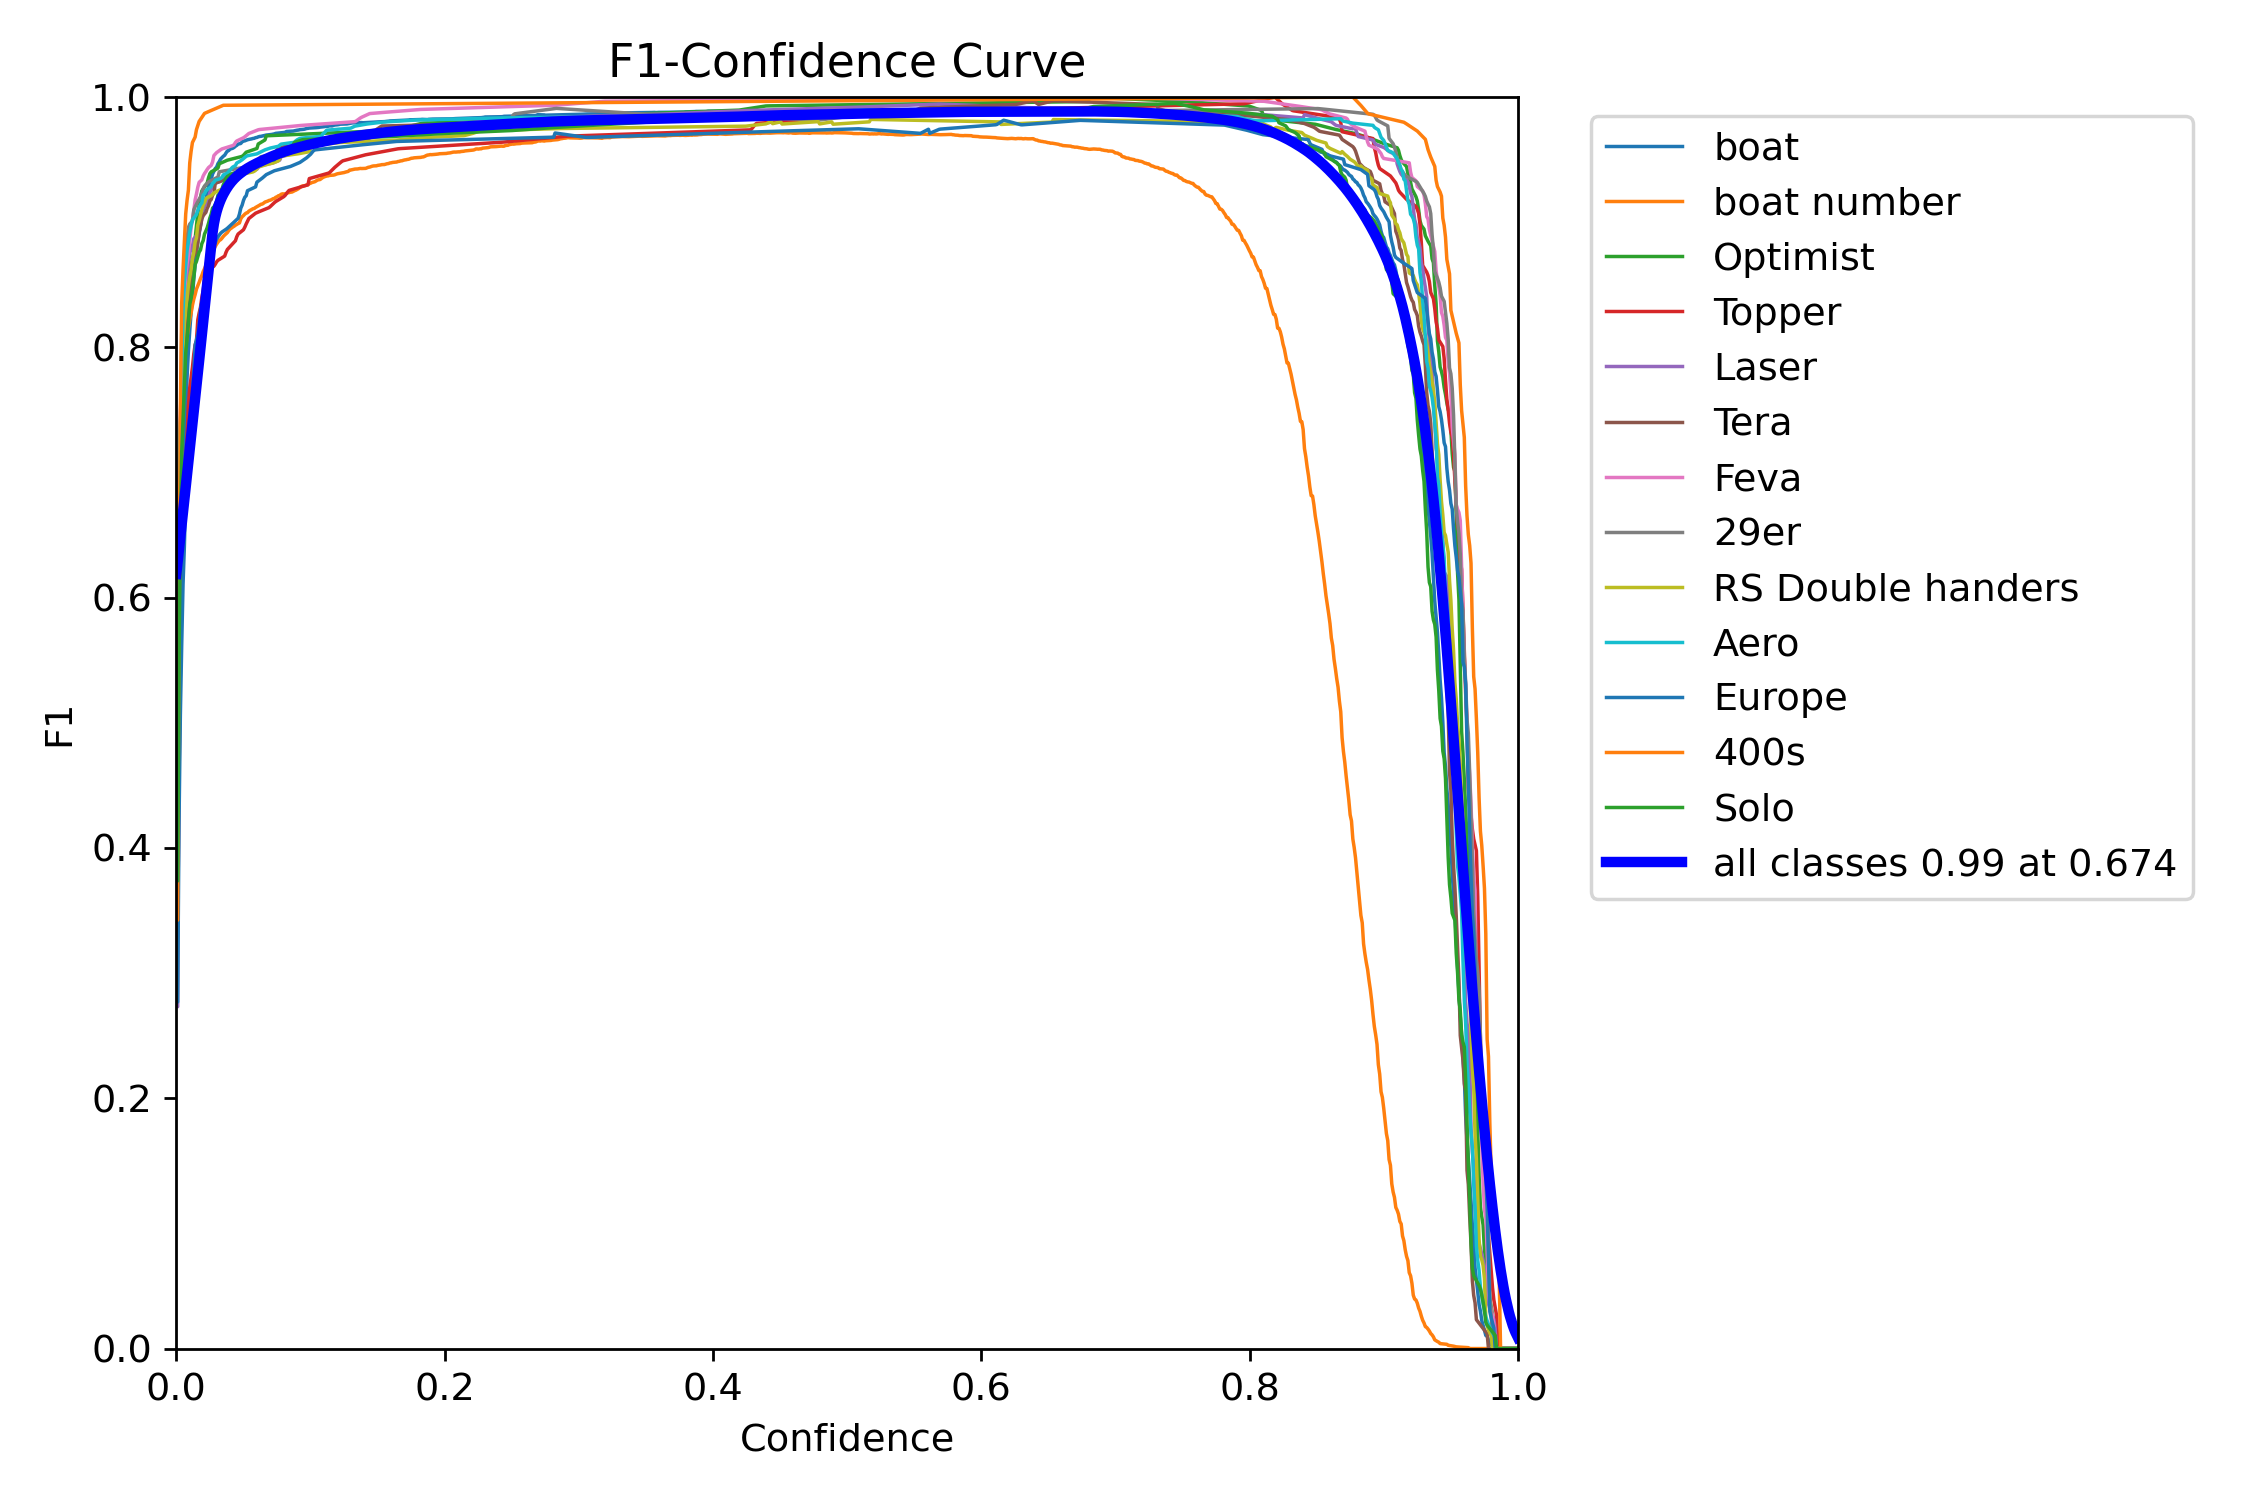 F1-Confidence Curve
1.0
0.8
0.6
0.4
0.2
0.0
F1
0.0 0.2 0.4 0.6 0.8 1.0
Confidence
boat
boat number
Optimist
Topper
Laser
Tera
Feva
29er
RS Double handers
Aero
Europe
400s
Solo
all classes 0.99 at 0.674